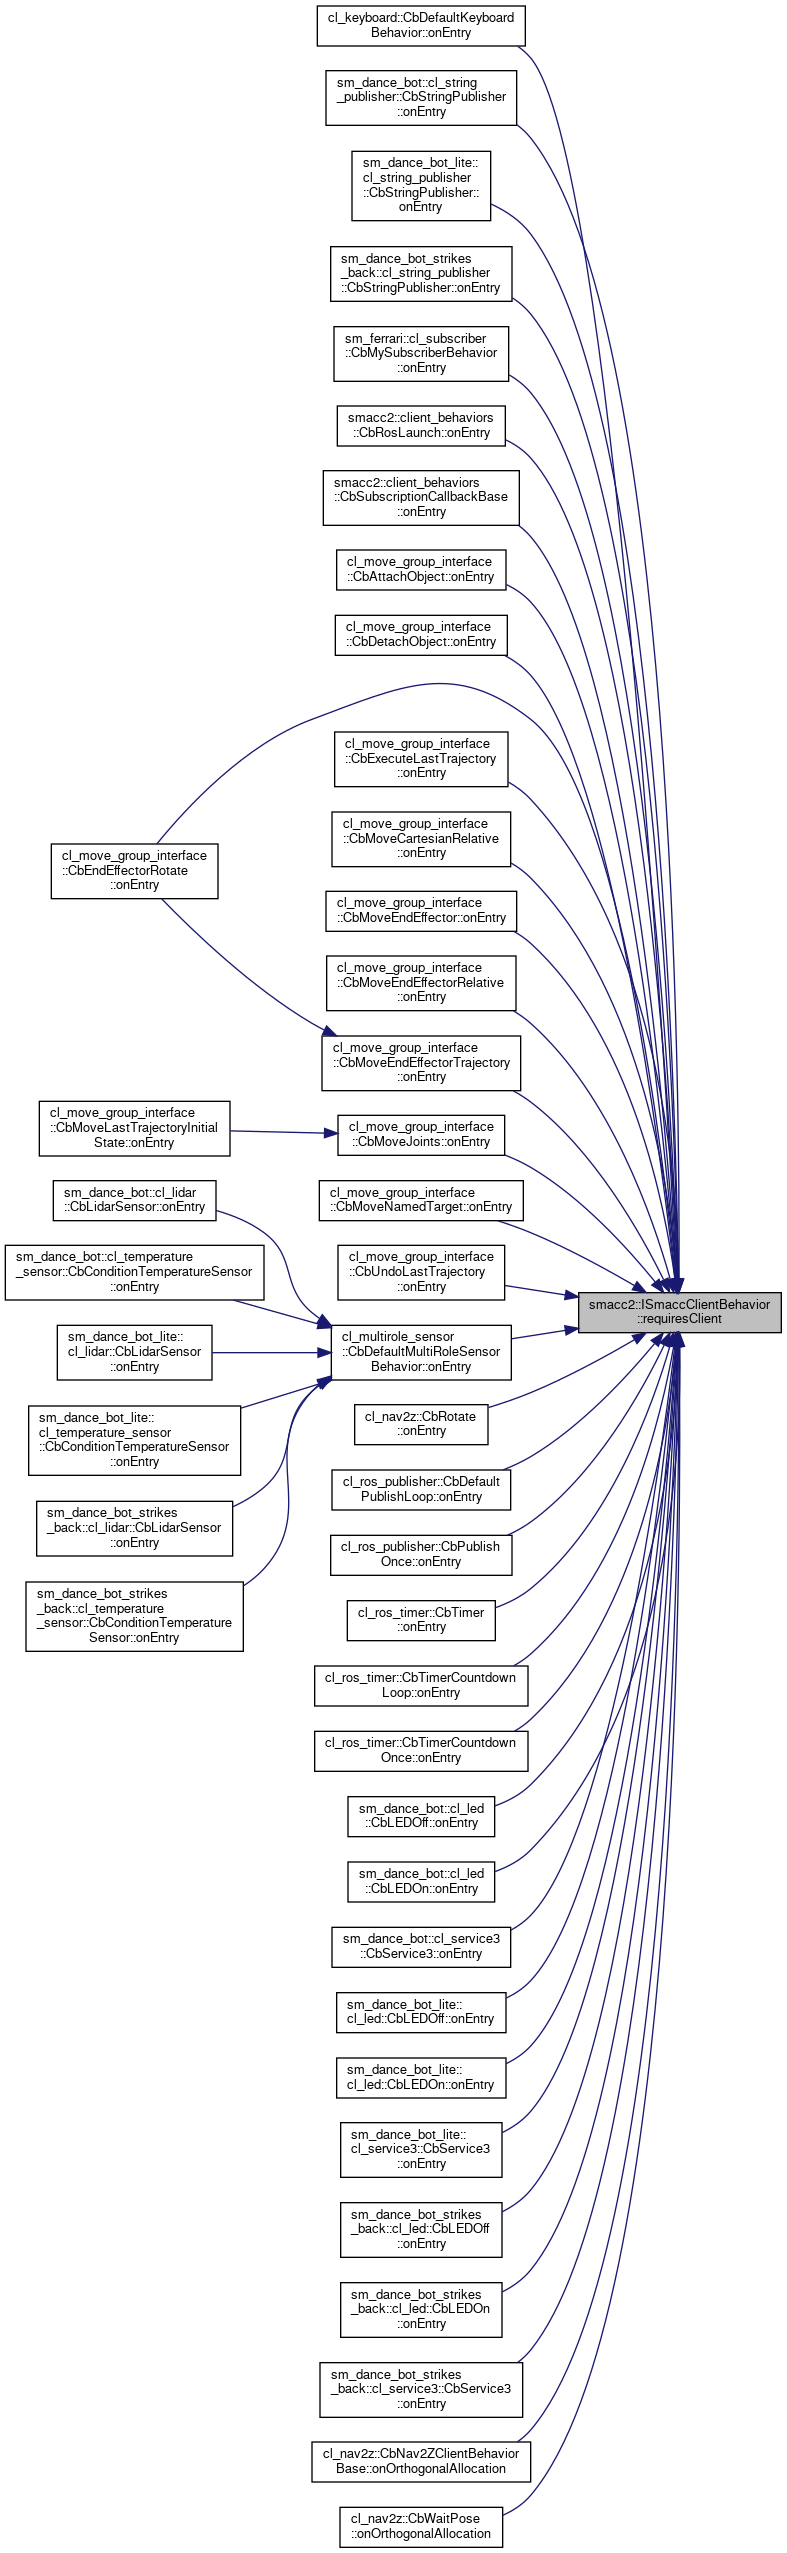 cl_keyboard::CbDefaultKeyboard
Behavior::onEntry
sm_dance_bot::cl_string
_publisher::CbStringPublisher
::onEntry
sm_dance_bot_lite::
cl_string_publisher
::CbStringPublisher::
onEntry
sm_dance_bot_strikes
_back::cl_string_publisher
::CbStringPublisher::onEntry
sm_ferrari::cl_subscriber
::CbMySubscriberBehavior
::onEntry
smacc2::client_behaviors
::CbRosLaunch::onEntry
smacc2::client_behaviors
::CbSubscriptionCallbackBase
::onEntry
cl_move_group_interface
::CbAttachObject::onEntry
cl_move_group_interface
::CbDetachObject::onEntry
cl_move_group_interface
::CbExecuteLastTrajectory
::onEntry
cl_move_group_interface
::CbMoveCartesianRelative
::onEntry
cl_move_group_interface
::CbEndEffectorRotate
::onEntry
cl_move_group_interface
::CbMoveEndEffector::onEntry
cl_move_group_interface
::CbMoveEndEffectorRelative
::onEntry
cl_move_group_interface
::CbMoveEndEffectorTrajectory
::onEntry
cl_move_group_interface
::CbMoveLastTrajectoryInitial
State::onEntry
cl_move_group_interface
::CbMoveJoints::onEntry
sm_dance_bot::cl_lidar
::CbLidarSensor::onEntry
cl_move_group_interface
::CbMoveNamedTarget::onEntry
sm_dance_bot::cl_temperature
_sensor::CbConditionTemperatureSensor
::onEntry
cl_move_group_interface
::CbUndoLastTrajectory
::onEntry
smacc2::ISmaccClientBehavior
::requiresClient
sm_dance_bot_lite::
cl_lidar::CbLidarSensor
::onEntry
cl_multirole_sensor
::CbDefaultMultiRoleSensor
Behavior::onEntry
sm_dance_bot_lite::
cl_temperature_sensor
::CbConditionTemperatureSensor
::onEntry
cl_nav2z::CbRotate
::onEntry
cl_ros_publisher::CbDefault
PublishLoop::onEntry
sm_dance_bot_strikes
_back::cl_lidar::CbLidarSensor
::onEntry
cl_ros_publisher::CbPublish
Once::onEntry
sm_dance_bot_strikes
_back::cl_temperature
_sensor::CbConditionTemperature
Sensor::onEntry
cl_ros_timer::CbTimer
::onEntry
cl_ros_timer::CbTimerCountdown
Loop::onEntry
cl_ros_timer::CbTimerCountdown
Once::onEntry
sm_dance_bot::cl_led
::CbLEDOff::onEntry
sm_dance_bot::cl_led
::CbLEDOn::onEntry
sm_dance_bot::cl_service3
::CbService3::onEntry
sm_dance_bot_lite::
cl_led::CbLEDOff::onEntry
sm_dance_bot_lite::
cl_led::CbLEDOn::onEntry
sm_dance_bot_lite::
cl_service3::CbService3
::onEntry
sm_dance_bot_strikes
_back::cl_led::CbLEDOff
::onEntry
sm_dance_bot_strikes
_back::cl_led::CbLEDOn
::onEntry
sm_dance_bot_strikes
_back::cl_service3::CbService3
::onEntry
cl_nav2z::CbNav2ZClientBehavior
Base::onOrthogonalAllocation
cl_nav2z::CbWaitPose
::onOrthogonalAllocation